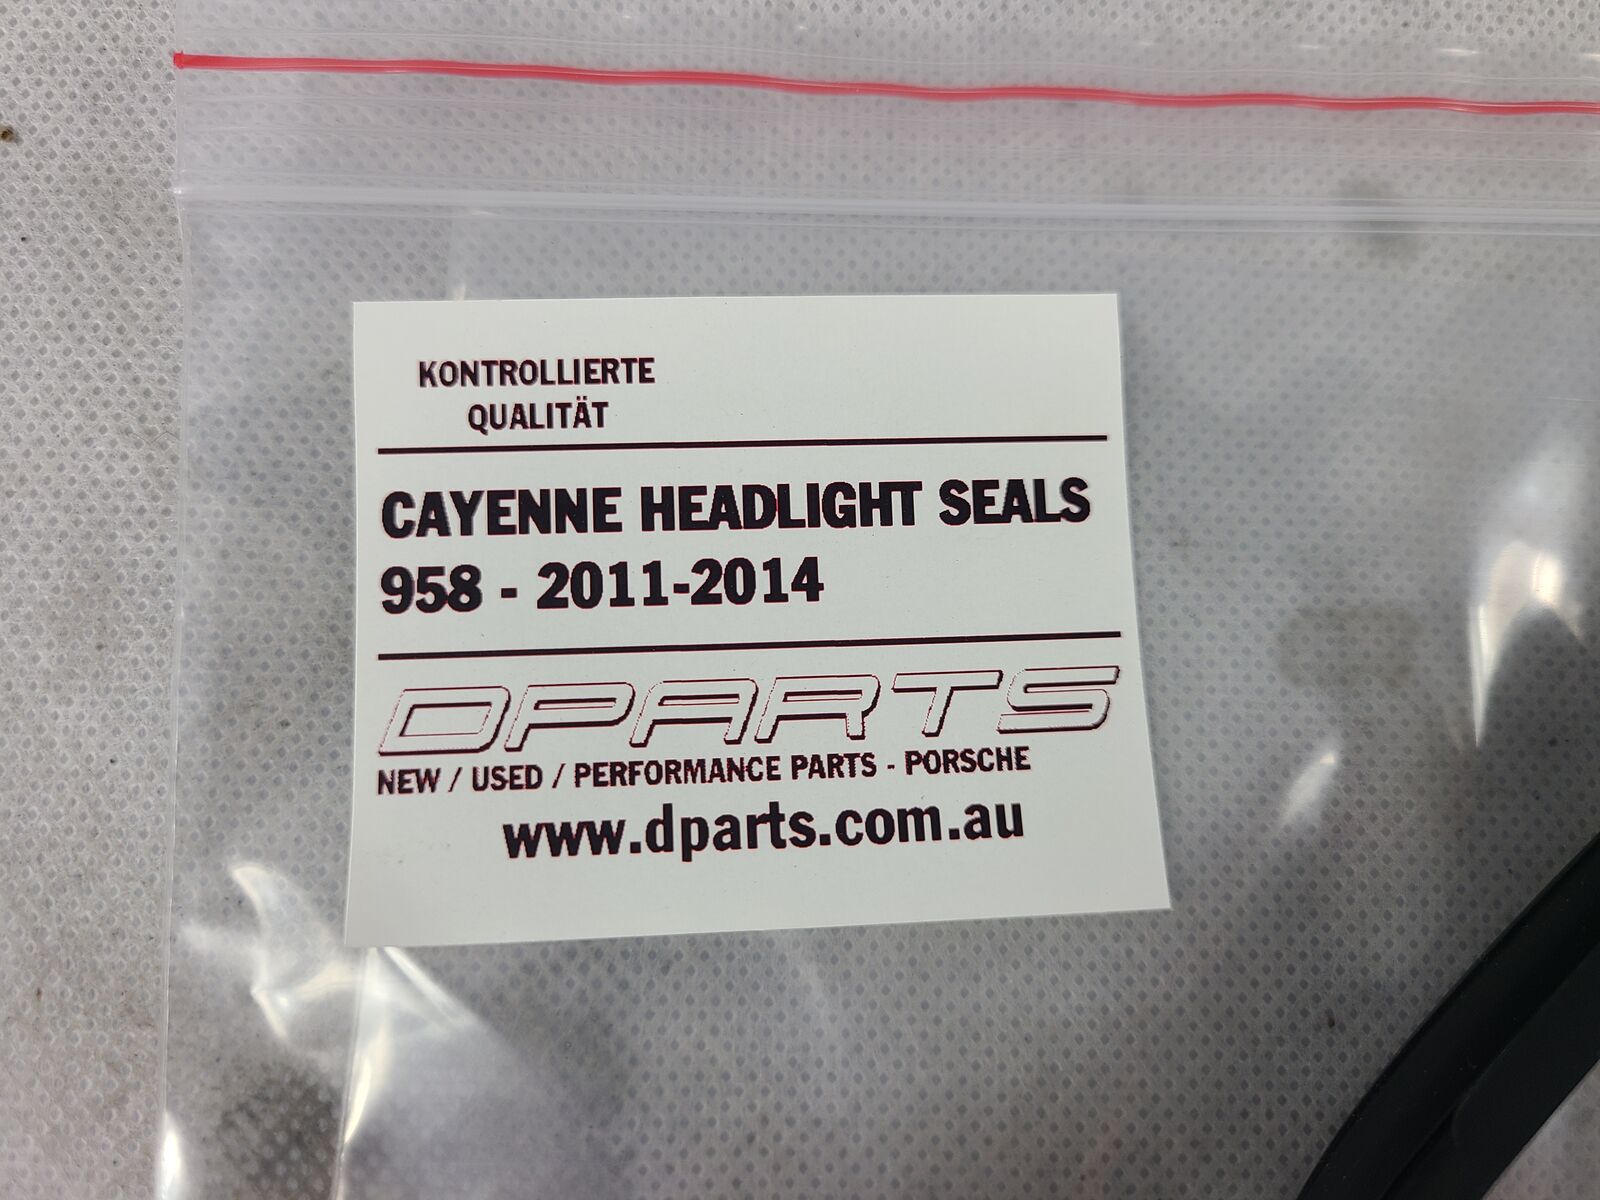 KONTROLLIERTE
QUALITÄT
CAYENNE HEADLIGHT SEALS
958 - 2011-2014
DPARTS
NEW / USED / PERFORMANCE PARTS - PORSCHE
www.dparts.com.au